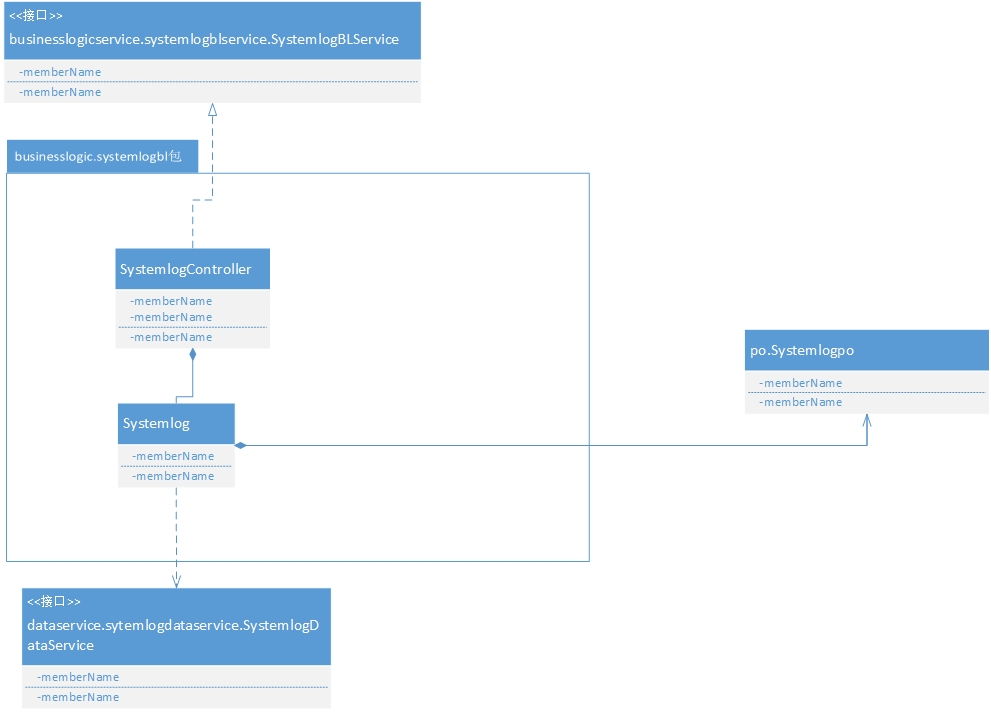 <<接口>>
businesslogicservice.systemlogblservice.SystemlogBLService
-memberName
-memberName
businesslogic.systemlogbl包
SystemlogController
-memberName
-memberName
-memberName
Systemlog
-memberName
-memberName
po.Systemlogpo
-memberName
-memberName
<<接口>>
dataservice.sytemlogdataservice.SystemlogD
ataService
-memberName
-memberName